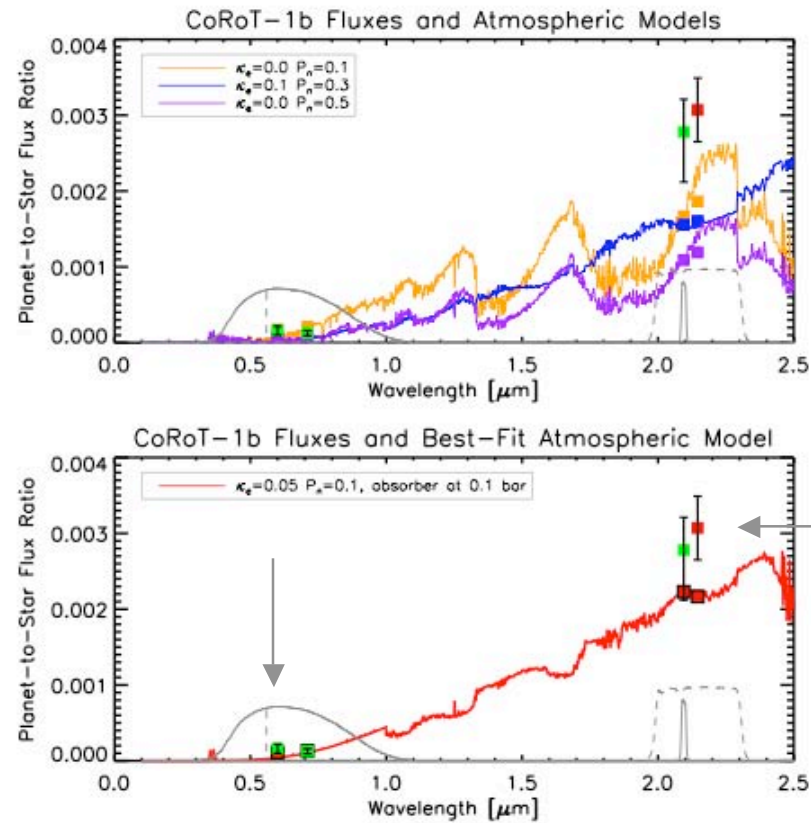 CoRoT-1b Fluxes and Atmospheric Models
0.004
0.003
0.002
0.001
0.000
Planet-to-Star Flux Ratio
κₑ=0.0 Pₙ=0.1
κₑ=0.1 Pₙ=0.3
κₑ=0.0 Pₙ=0.5
0.0 0.5 1.0 1.5 2.0 2.5
Wavelength [μm]
CoRoT-1b Fluxes and Best-Fit Atmospheric Model
0.004
0.003
0.002
0.001
0.000
Planet-to-Star Flux Ratio
κₑ=0.05 Pₙ=0.1, absorber at 0.1 bar
0.0 0.5 1.0 1.5 2.0 2.5
Wavelength [μm]